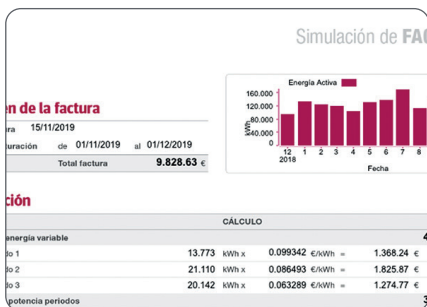 Simulación de FAC
Energía Activa
160.000
120.000
80.000
40.000
0
kWh
12 1 2 3 4 5 6 7 8
2018
Fecha
n de la factura
ra 15/11/2019
uración de 01/11/2019 al 01/12/2019
Total factura 9.828.63 €
ción
CÁLCULO
energía variable 4
do 1 13.773 kWh x 0.099342 €/kWh = 1.368.24 €
do 2 21.110 kWh x 0.086493 €/kWh = 1.825.87 €
do 3 20.142 kWh x 0.063289 €/kWh = 1.274.77 €
potencia periodos 3